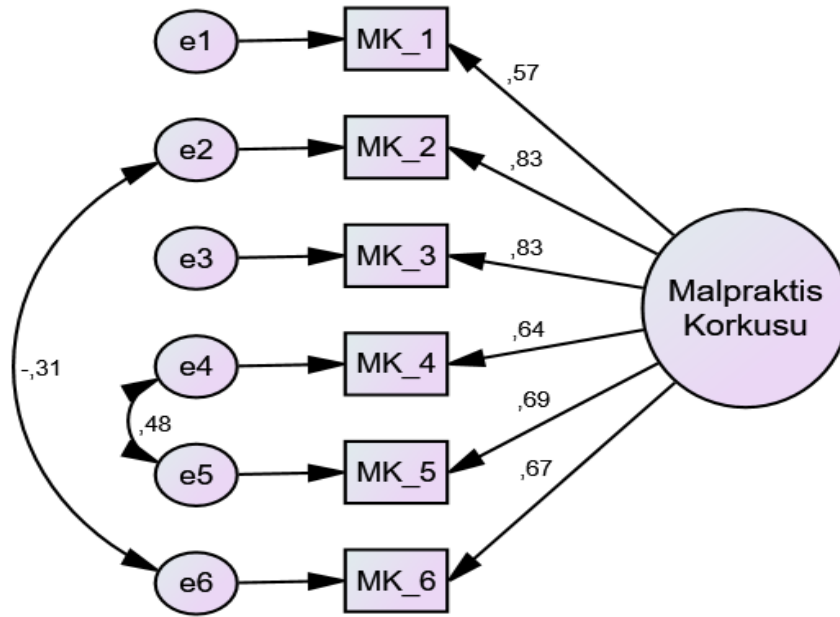 e1
MK_1
,57
e2
MK_2
,83
e3
MK_3
,83
Malpraktis
Korkusu
e4
MK_4
,64
-,31
,48
,69
e5
MK_5
,67
e6
MK_6